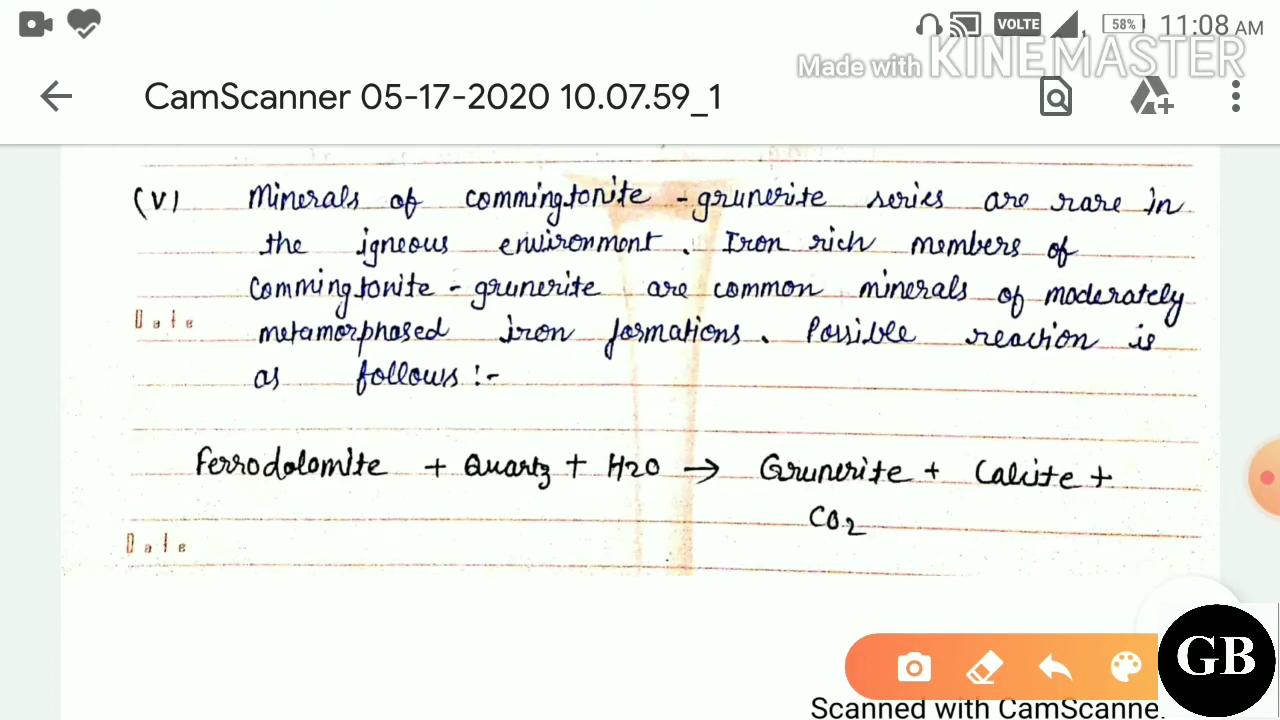 VOLTE 58% 11:08 AM
Made with KINEMASTER
CamScanner 05-17-2020 10.07.59_1
(V) Minerals of commingtonite - grunerite series are rare in
the igneous environment. Iron rich members of
commingtonite - grunerite are common minerals of moderately
Date
metamorphosed iron formations. Possible reaction is
as follows :-
Ferrodolomite + Quartz + H2O → Grunerite + Calcite +
CO2
Date
GB
Scanned with CamScanne